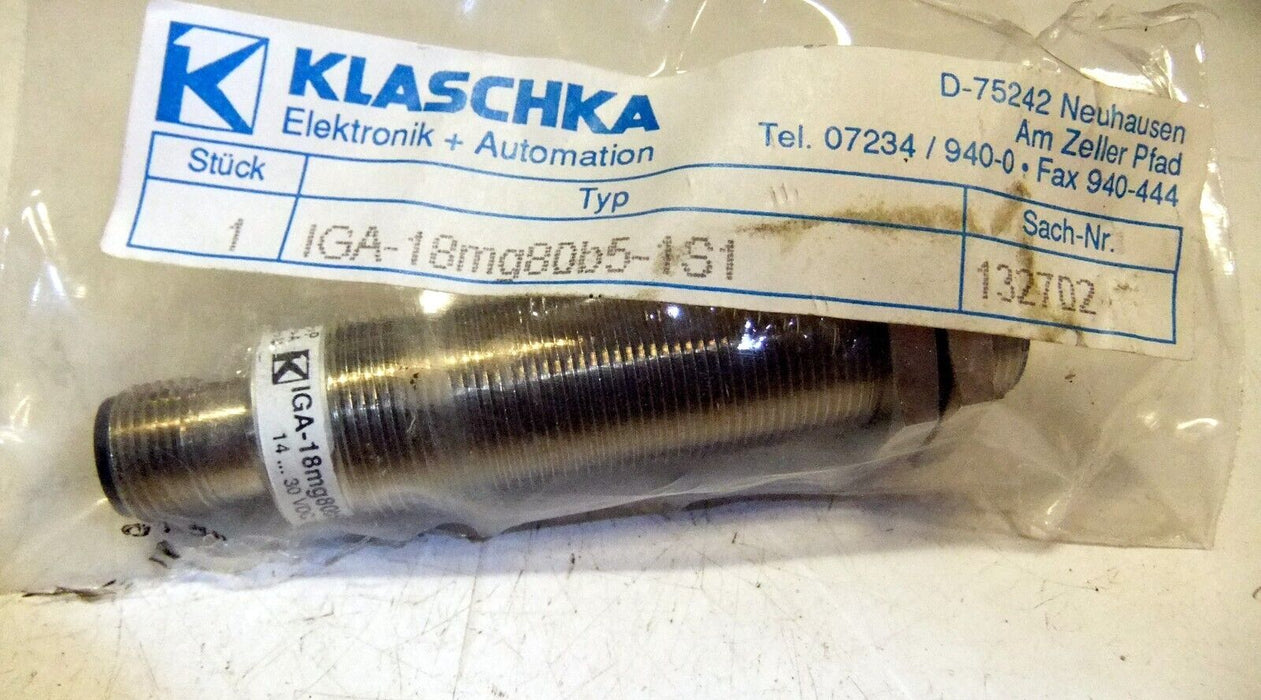 KLASCHKA
Elektronik + Automation
D-75242 Neuhausen
Am Zeller Pfad
Tel. 07234 / 940-0 • Fax 940-444
Stück Typ Sach-Nr.
1 IGA-18mg80b5-1S1 132702
IGA-18mg80
14 ... 30 VDC